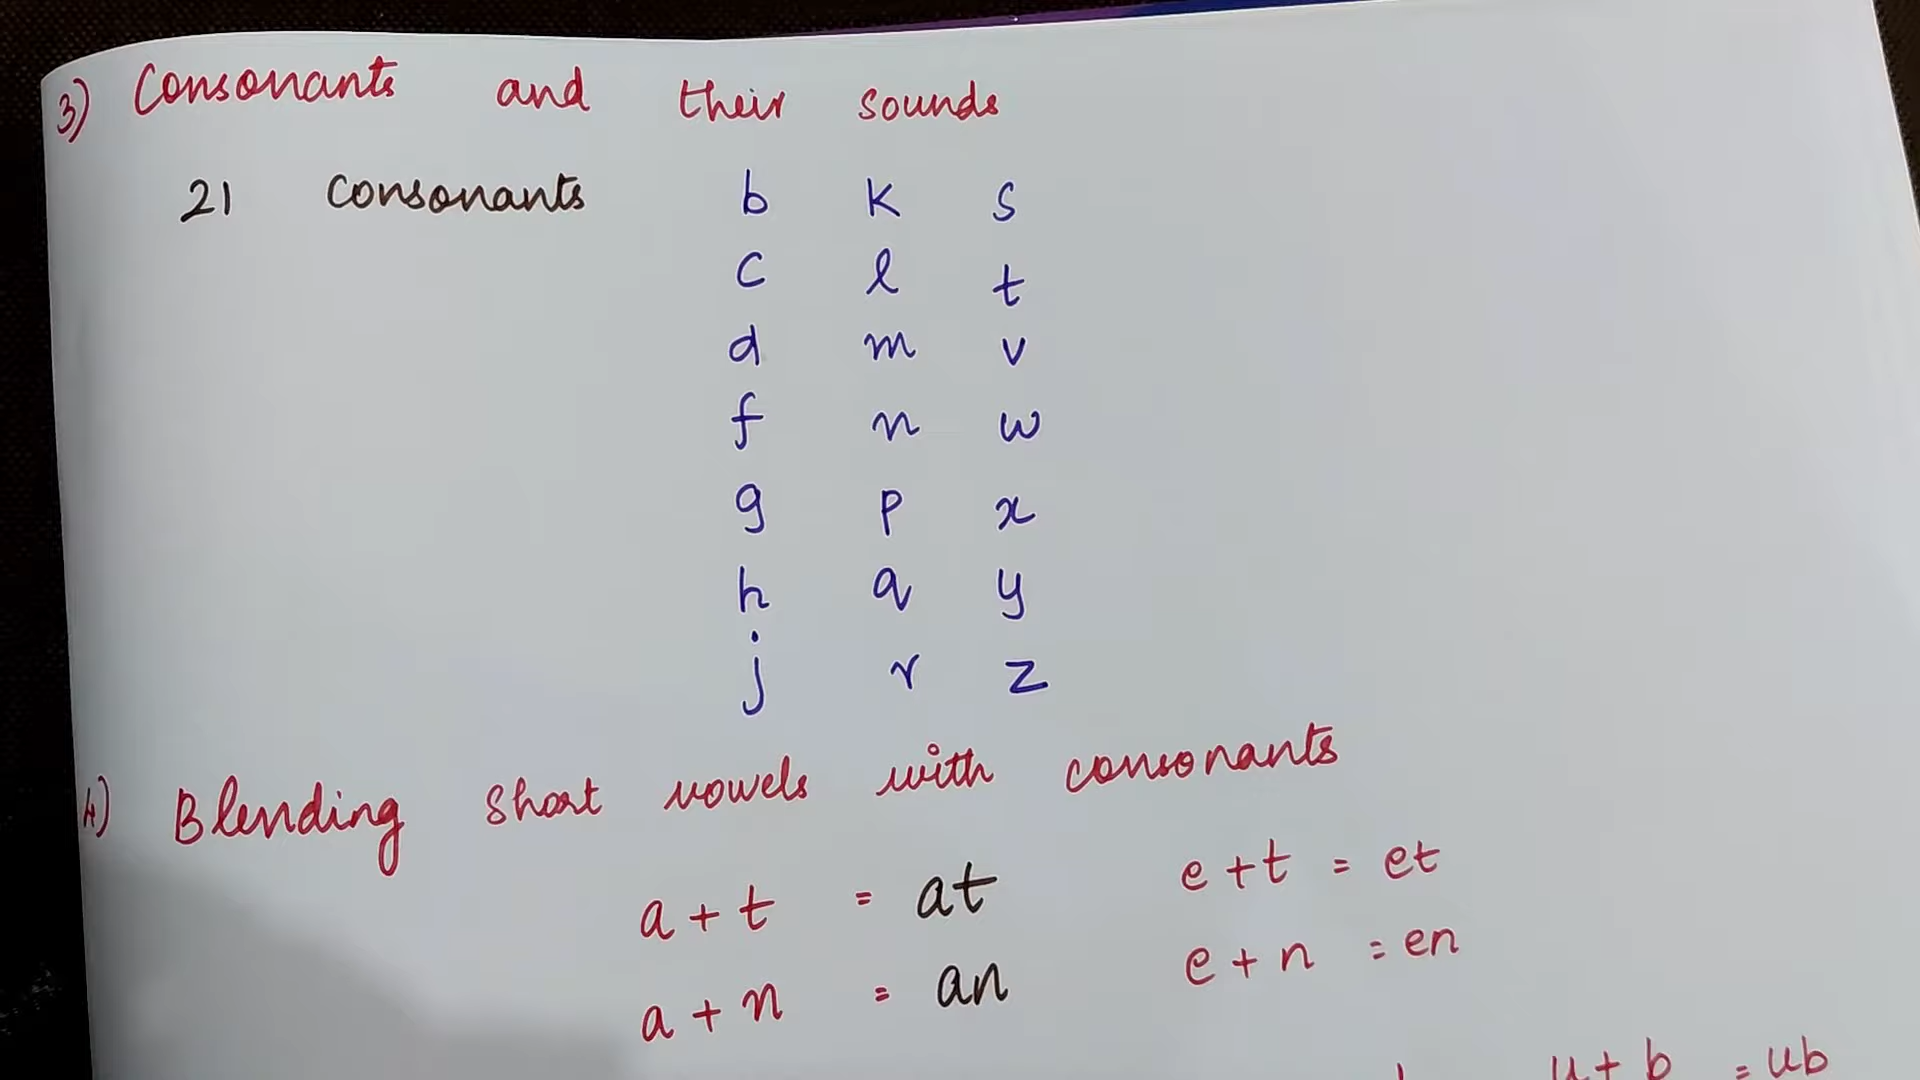 3) Consonants and their sounds
21 Consonants b k s
c l t
d m v
f n w
g p x
h q y
j r z
4) Blending short vowels with consonants
a + t = at e + t = et
a + n = an e + n = en
u + b = ub